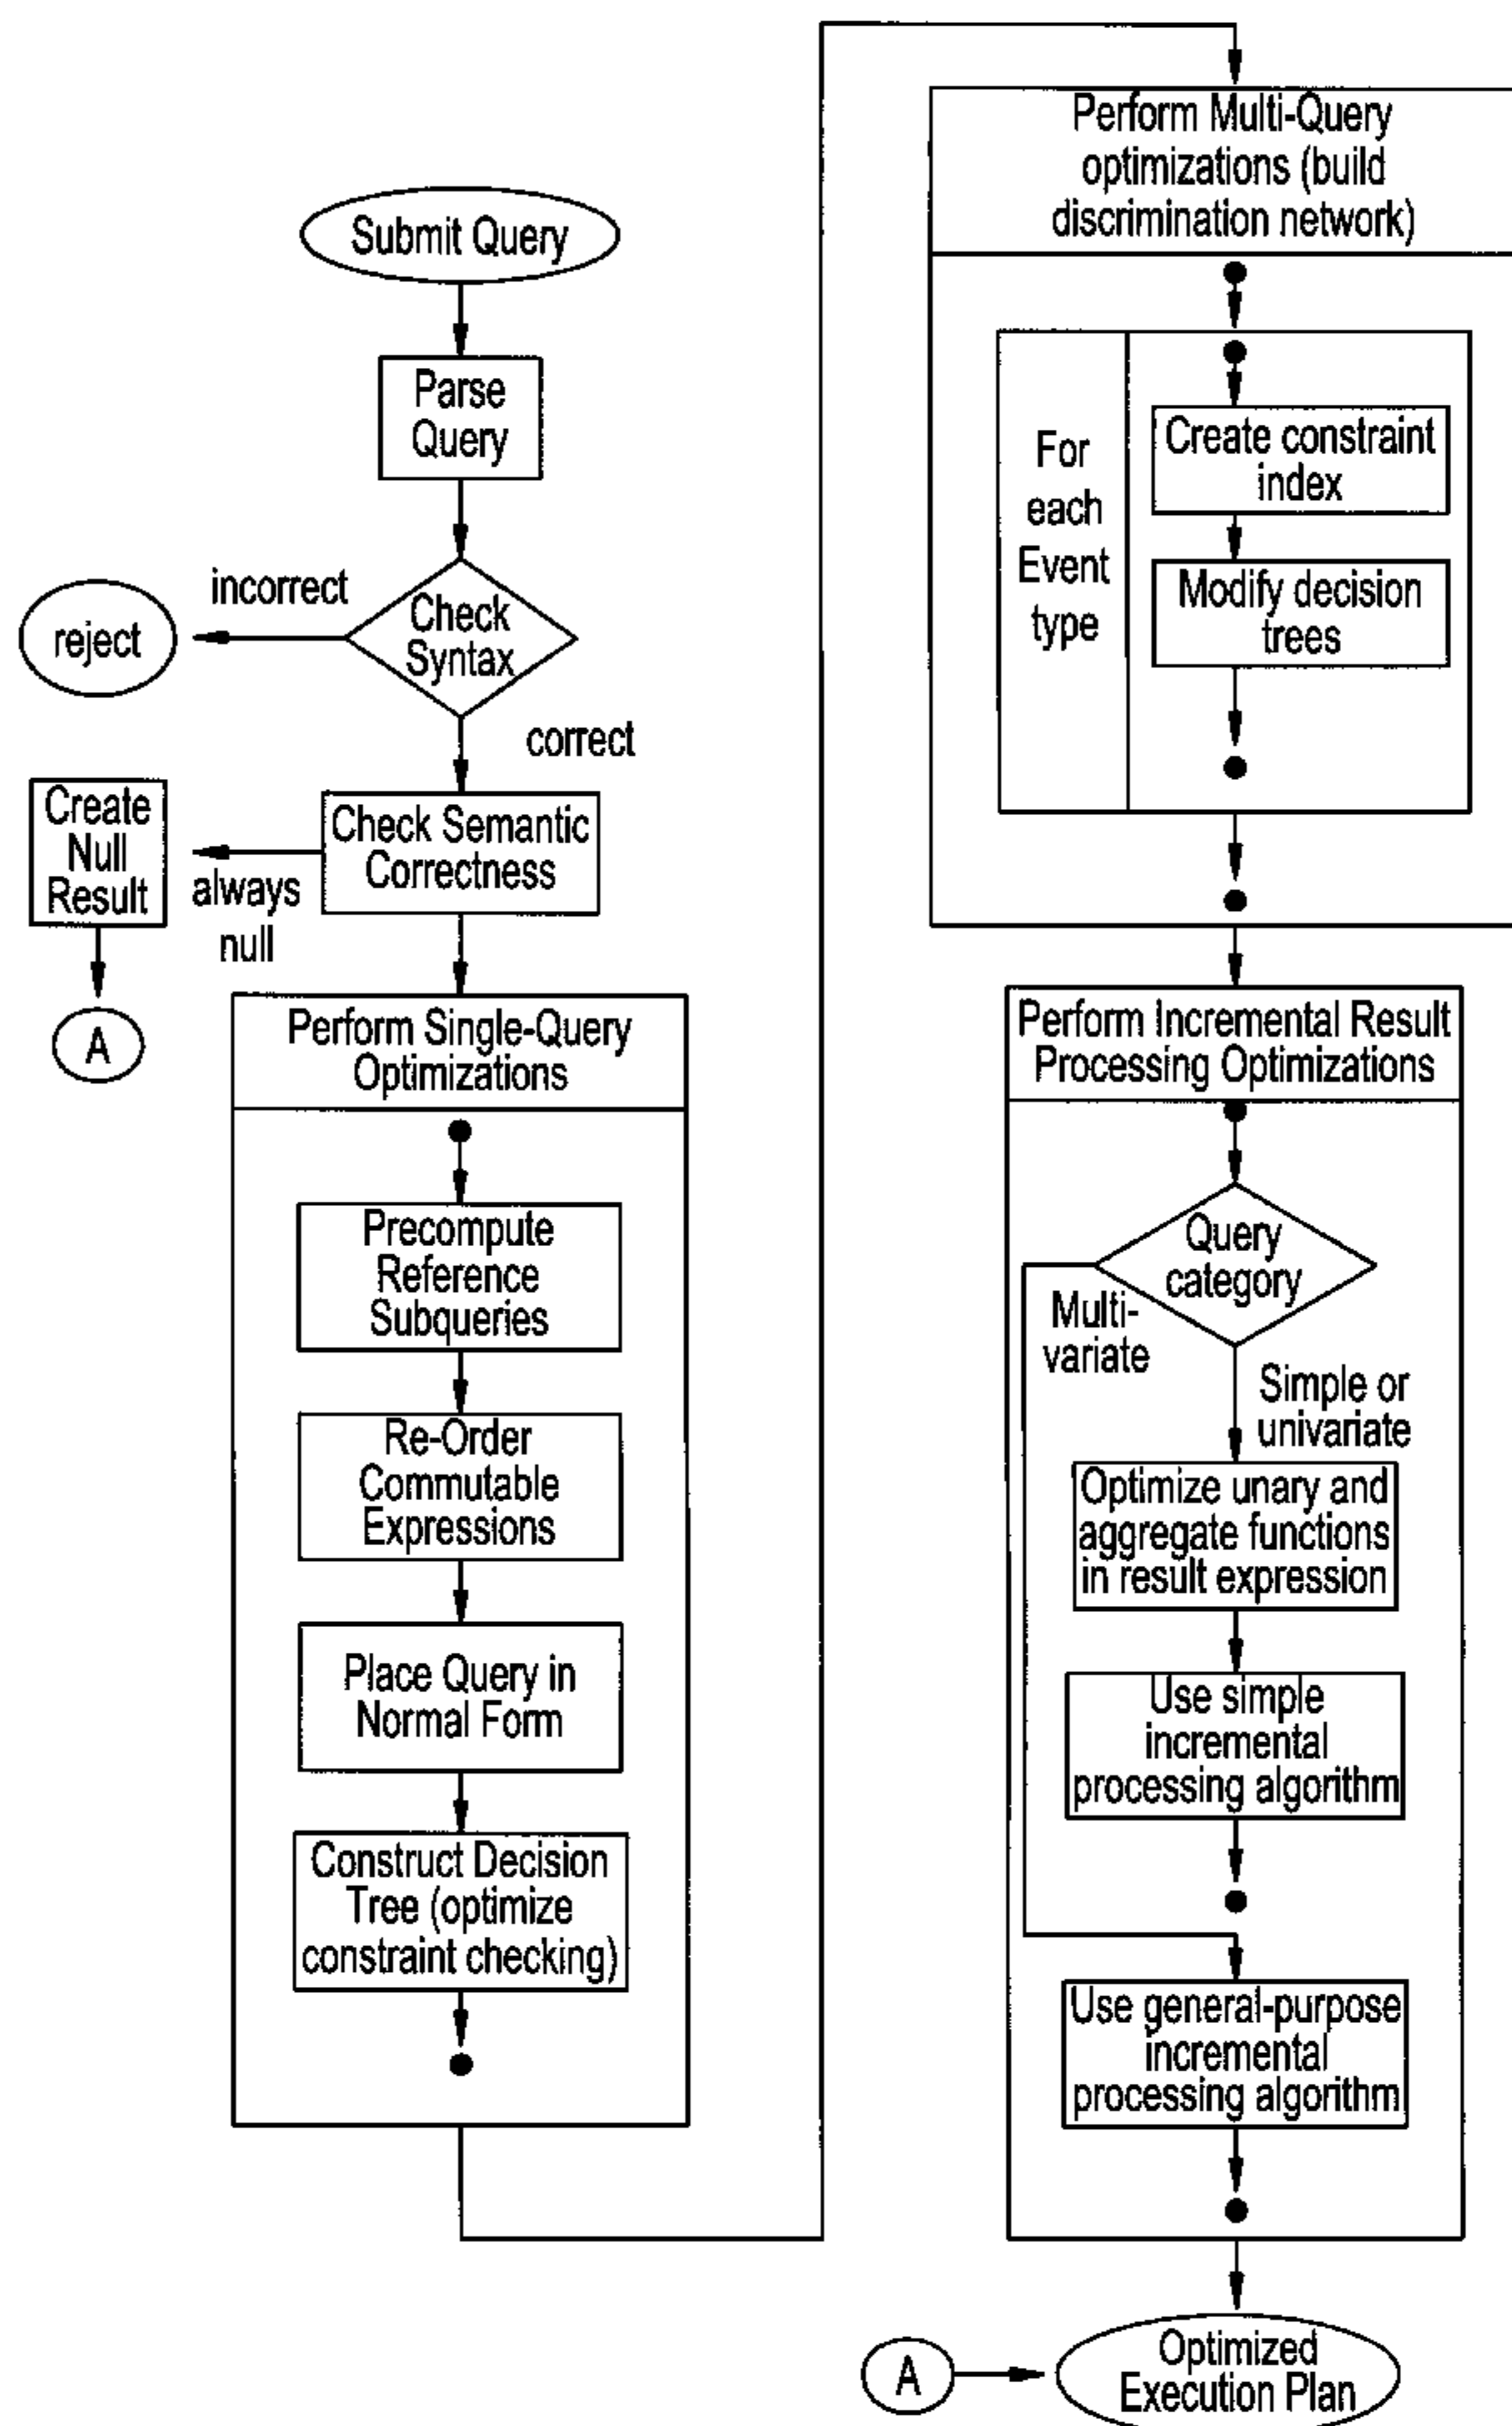 Submit Query
Parse
Query
Check
Syntax
incorrect
reject
correct
Check Semantic
Correctness
always
null
Create
Null
Result
A
Perform Single-Query
Optimizations
Precompute
Reference
Subqueries
Re-Order
Commutable
Expressions
Place Query in
Normal Form
Construct Decision
Tree (optimize
constraint checking)
Perform Multi-Query
optimizations (build
discrimination network)
For
each
Event
type
Create constraint
index
Modify decision
trees
Perform Incremental Result
Processing Optimizations
Query
category
Multi-
variate
Simple or
univariate
Optimize unary and
aggregate functions
in result expression
Use simple
incremental
processing algorithm
Use general-purpose
incremental
processing algorithm
A
Optimized
Execution Plan